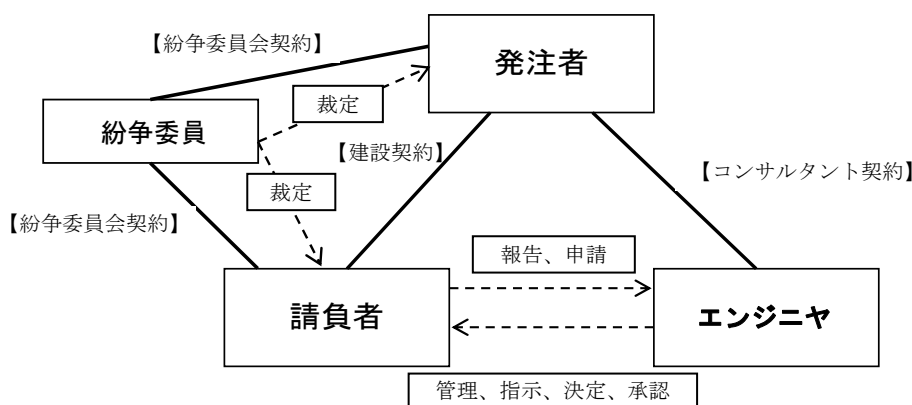 【紛争委員会契約】
発注者
裁定
紛争委員
【建設契約】
【コンサルタント契約】
裁定
【紛争委員会契約】
報告、申請
請負者
エンジニヤ
管理、指示、決定、承認